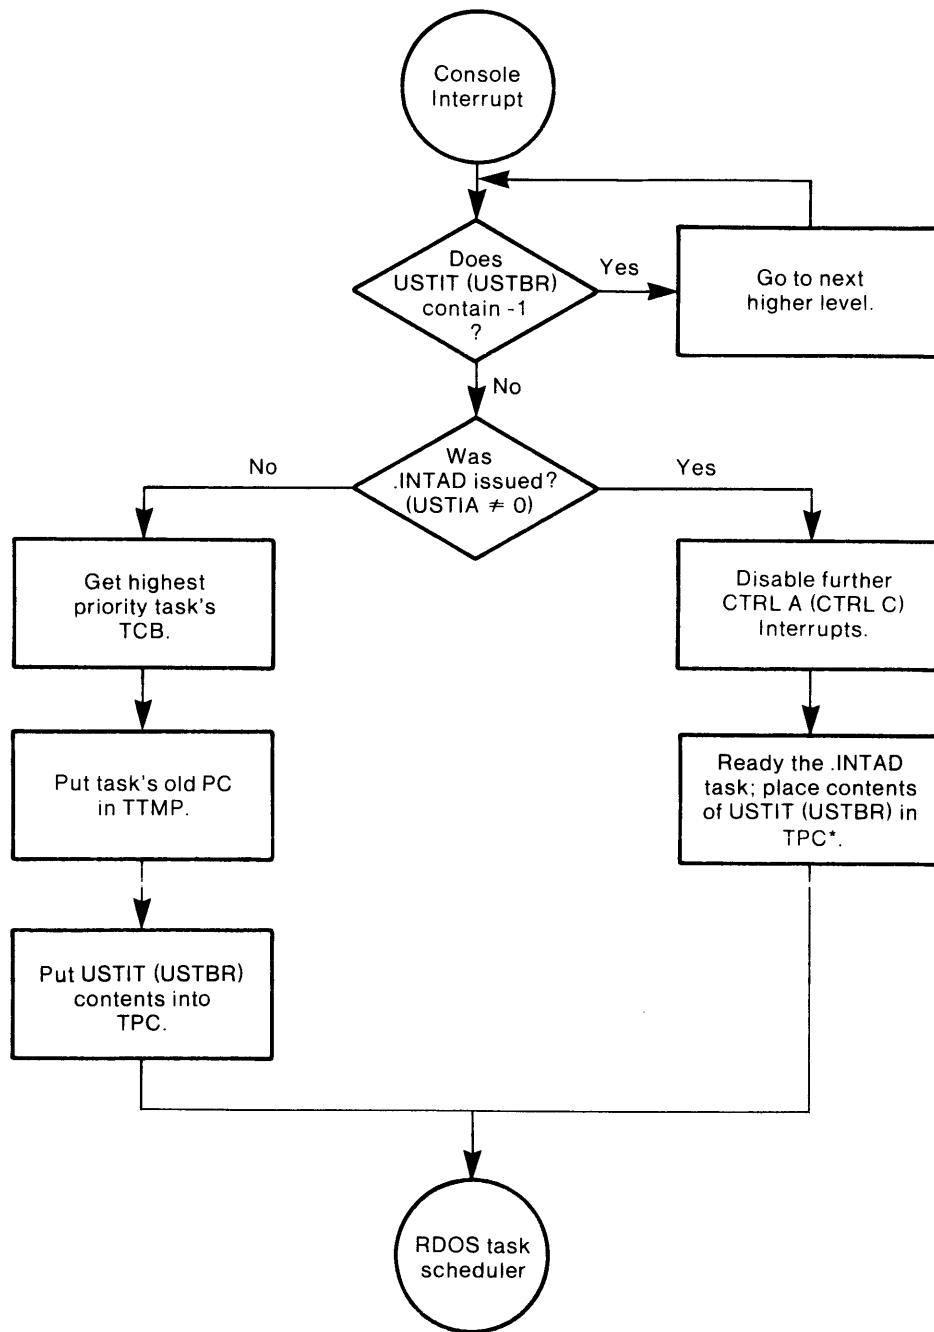 Console
Interrupt
Does
USTIT (USTBR)
contain -1
?
Yes
Go to next
higher level.
No
Was
.INTAD issued?
(USTIA ≠ 0)
No
Yes
Get highest
priority task's
TCB.
Disable further
CTRL A (CTRL C)
Interrupts.
Put task's old PC
in TTMP.
Ready the .INTAD
task; place contents
of USTIT (USTBR) in
TPC*.
Put USTIT (USTBR)
contents into
TPC.
RDOS task
scheduler